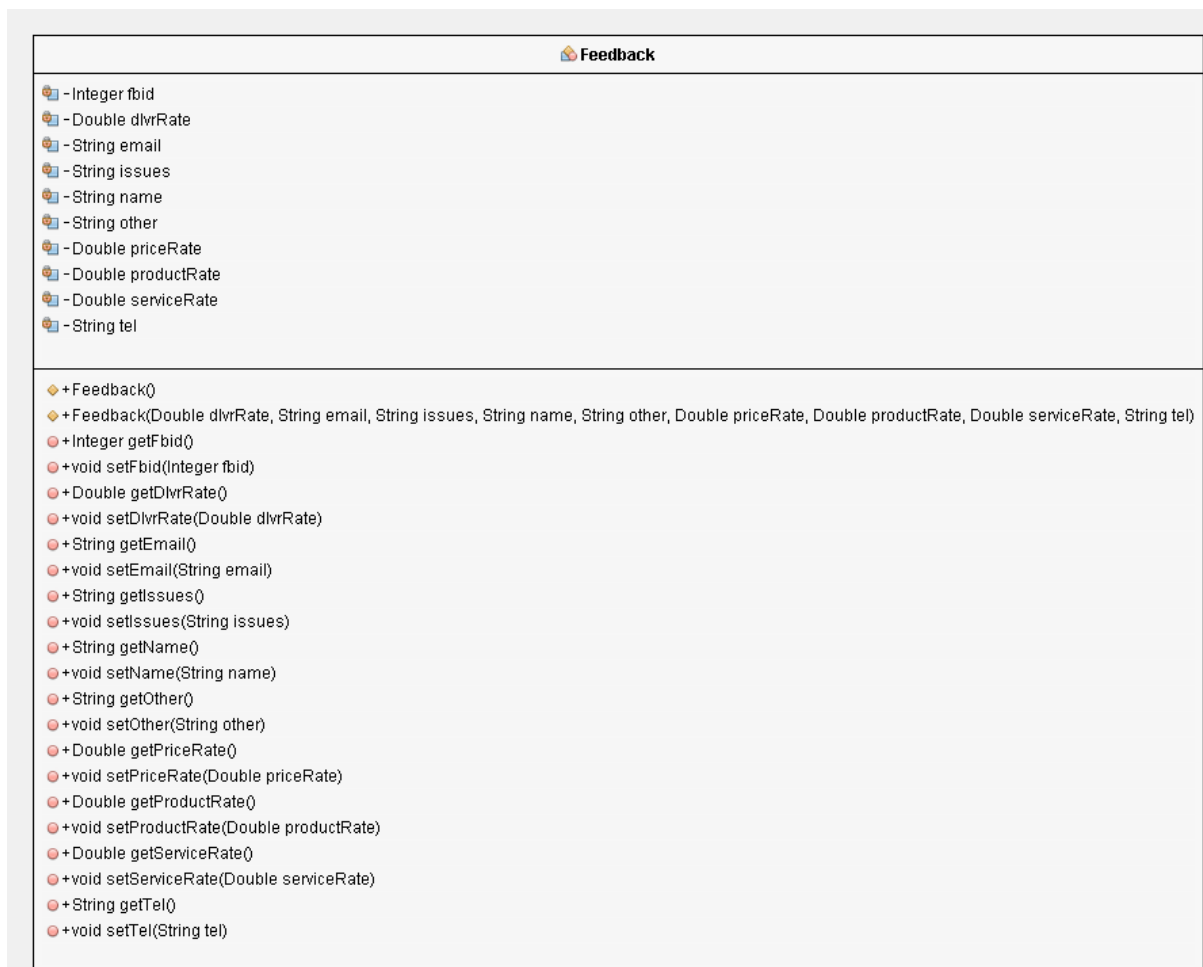 Feedback
-Integer fbid
-Double dlvrRate
-String email
-String issues
-String name
-String other
-Double priceRate
-Double productRate
-Double serviceRate
-String tel
+Feedback()
+Feedback(Double dlvrRate, String email, String issues, String name, String other, Double priceRate, Double productRate, Double serviceRate, String tel)
+Integer getFbid()
+void setFbid(Integer fbid)
+Double getDlvrRate()
+void setDlvrRate(Double dlvrRate)
+String getEmail()
+void setEmail(String email)
+String getIssues()
+void setIssues(String issues)
+String getName()
+void setName(String name)
+String getOther()
+void setOther(String other)
+Double getPriceRate()
+void setPriceRate(Double priceRate)
+Double getProductRate()
+void setProductRate(Double productRate)
+Double getServiceRate()
+void setServiceRate(Double serviceRate)
+String getTel()
+void setTel(String tel)